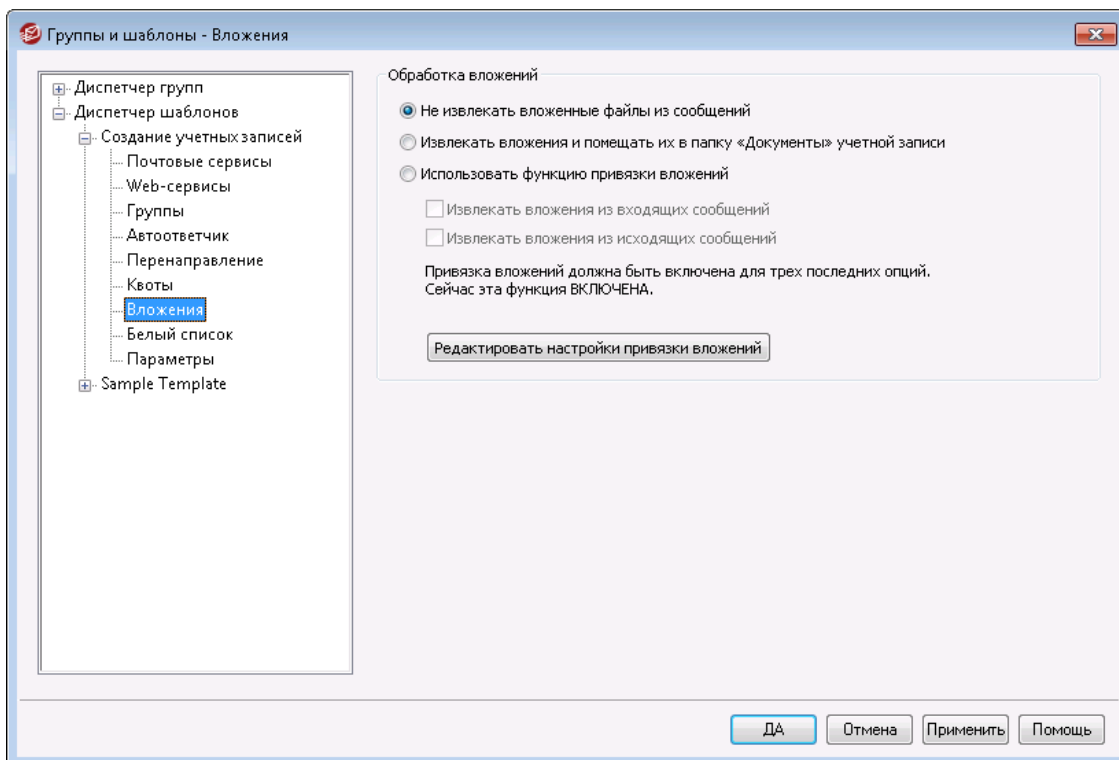 Группы и шаблоны - Вложения
Диспетчер групп
Диспетчер шаблонов
Создание учетных записей
Почтовые сервисы
Web-сервисы
Группы
Автоответчик
Перенаправление
Квоты
Вложения
Белый список
Параметры
Sample Template
Обработка вложений
Не извлекать вложенные файлы из сообщений
Извлекать вложения и помещать их в папку «Документы» учетной записи
Использовать функцию привязки вложений
Извлекать вложения из входящих сообщений
Извлекать вложения из исходящих сообщений
Привязка вложений должна быть включена для трех последних опций.
Сейчас эта функция ВКЛЮЧЕНА.
Редактировать настройки привязки вложений
ДА
Отмена
Применить
Помощь